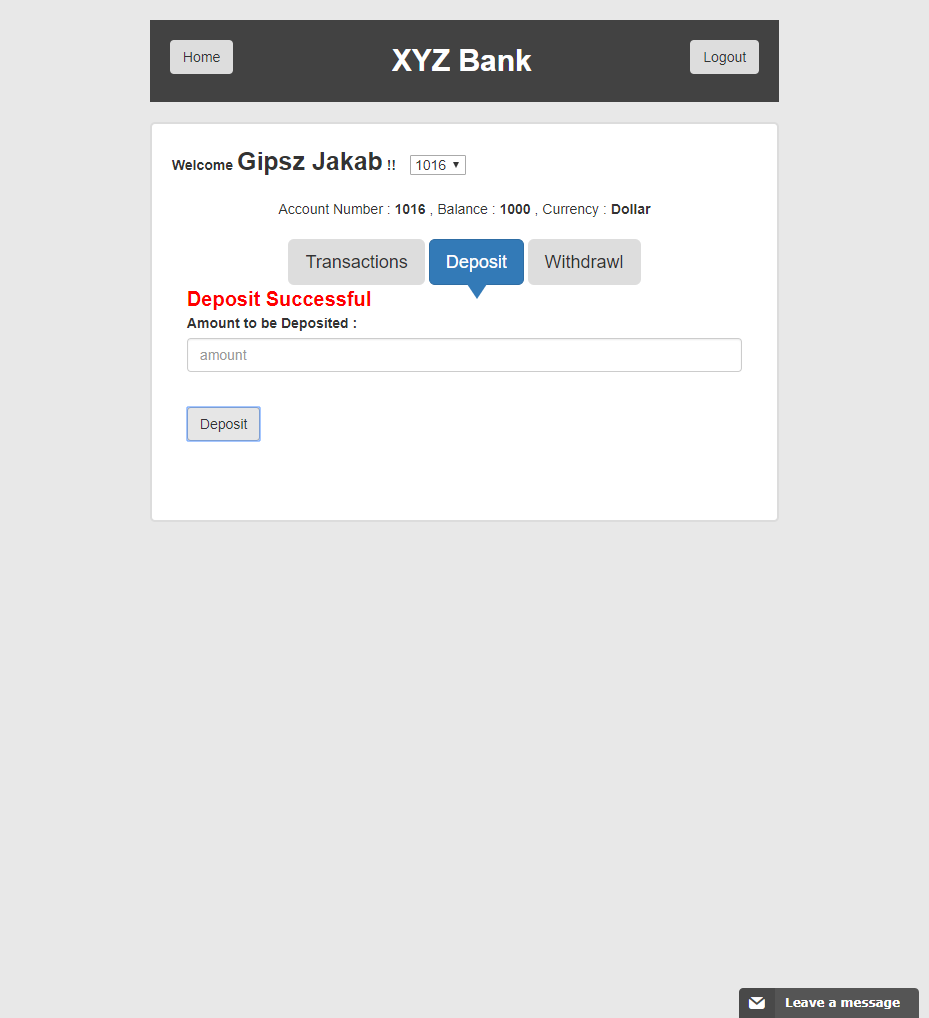 Home XYZ Bank Logout
Welcome Gipsz Jakab !! 1016
Account Number : 1016 , Balance : 1000 , Currency : Dollar
Transactions Deposit Withdrawl
Deposit Successful
Amount to be Deposited :
amount
Deposit
Leave a message